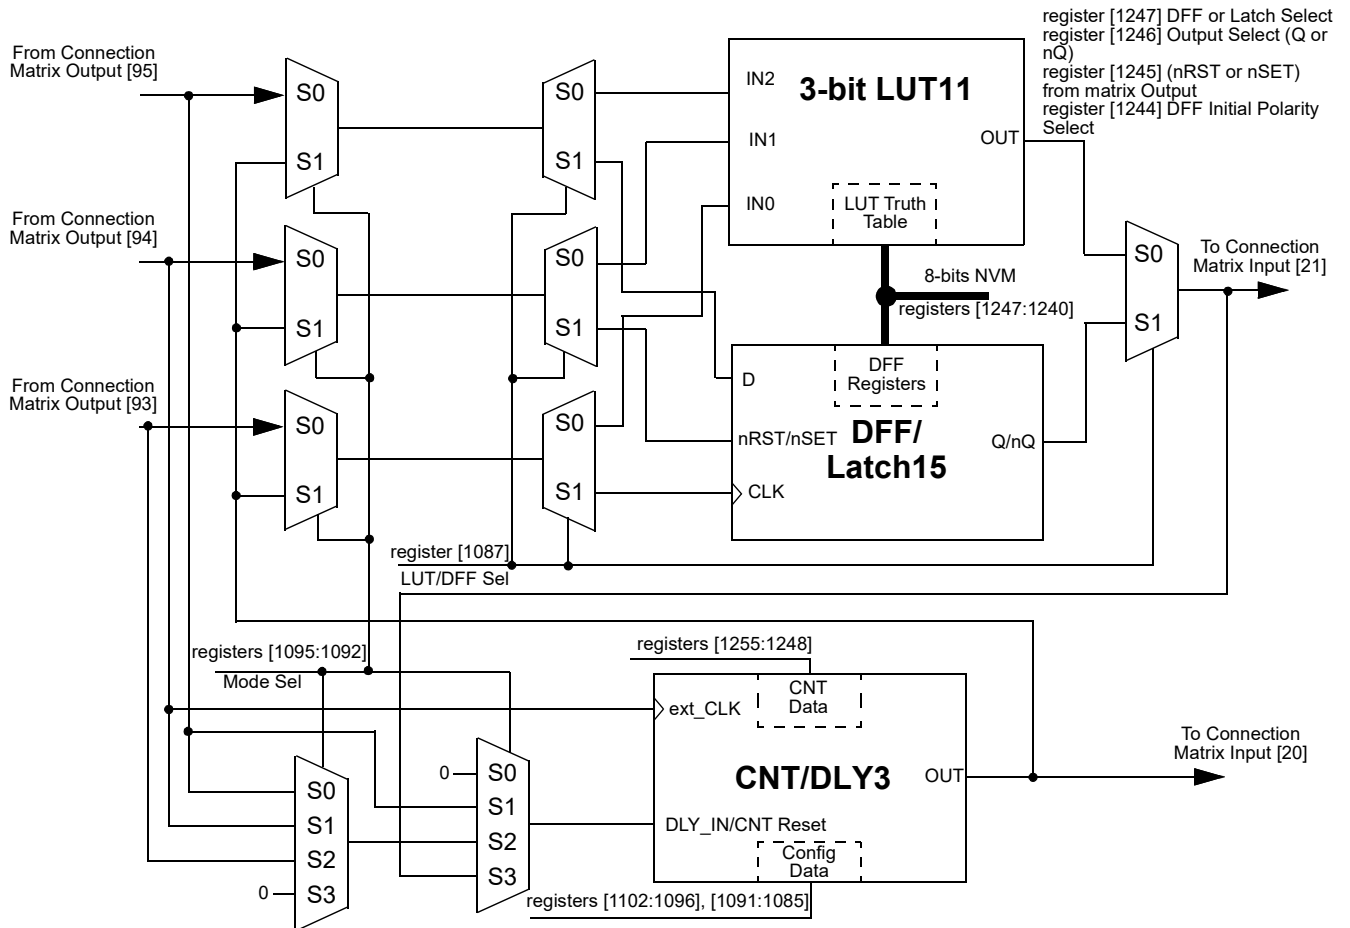 register [1247] DFF or Latch Select
register [1246] Output Select (Q or
nQ)
register [1245] (nRST or nSET)
from matrix Output
register [1244] DFF Initial Polarity
Select
From Connection
Matrix Output [95]
S0
S1
S0
S1
IN2
3-bit LUT11
IN1
OUT
IN0
LUT Truth
Table
From Connection
Matrix Output [94]
S0
S1
S0
S1
8-bits NVM
registers [1247:1240]
S0
S1
To Connection
Matrix Input [21]
From Connection
Matrix Output [93]
S0
S1
S0
S1
D
DFF
Registers
nRST/nSET
DFF/
Latch15
Q/nQ
CLK
register [1087]
LUT/DFF Sel
registers [1095:1092]
Mode Sel
registers [1255:1248]
CNT
Data
ext_CLK
CNT/DLY3
OUT
To Connection
Matrix Input [20]
DLY_IN/CNT Reset
Config
Data
0
S0
S1
S2
S3
S0
S1
S2
0
S3
registers [1102:1096], [1091:1085]